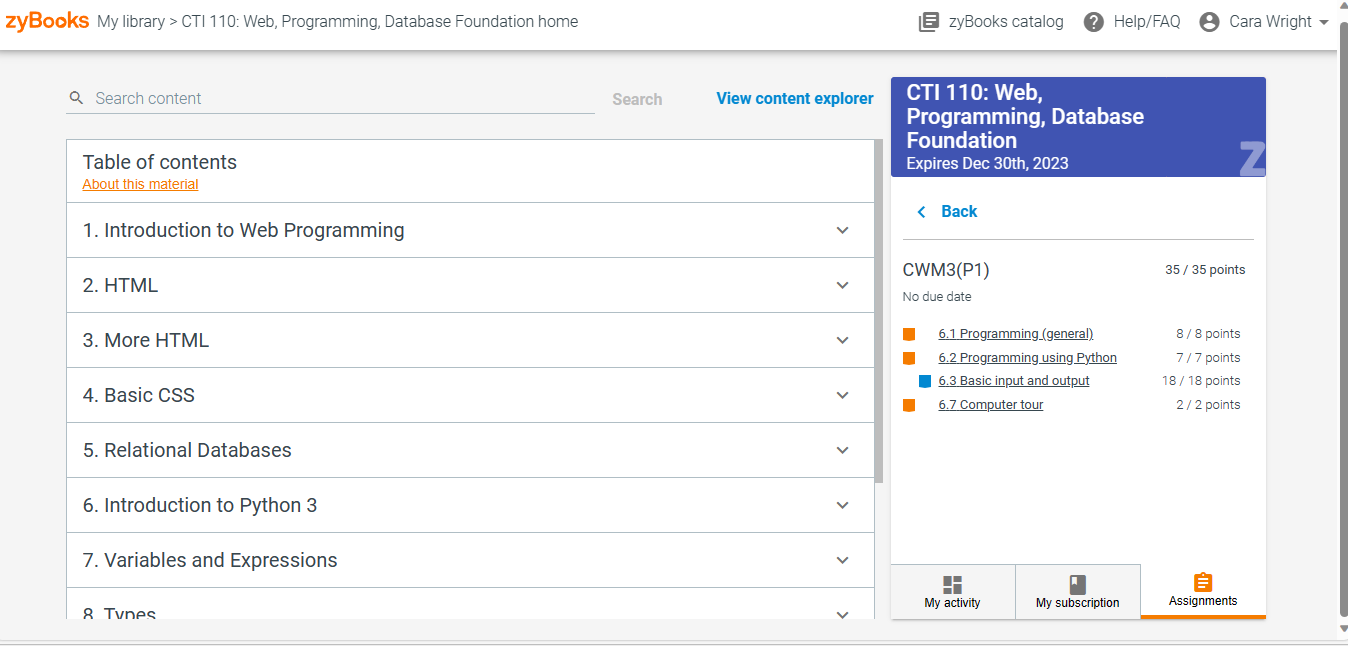 zyBooks My library > CTI 110: Web, Programming, Database Foundation home
zyBooks catalog
? Help/FAQ
Cara Wright
Search content
Search
View content explorer
Table of contents
About this material
1. Introduction to Web Programming
2. HTML
3. More HTML
4. Basic CSS
5. Relational Databases
6. Introduction to Python 3
7. Variables and Expressions
8. Types
CTI 110: Web,
Programming, Database
Foundation
Expires Dec 30th, 2023
Z
Back
CWM3(P1) 35 / 35 points
No due date
6.1 Programming (general) 8 / 8 points
6.2 Programming using Python 7 / 7 points
6.3 Basic input and output 18 / 18 points
6.7 Computer tour 2 / 2 points
My activity
My subscription
Assignments